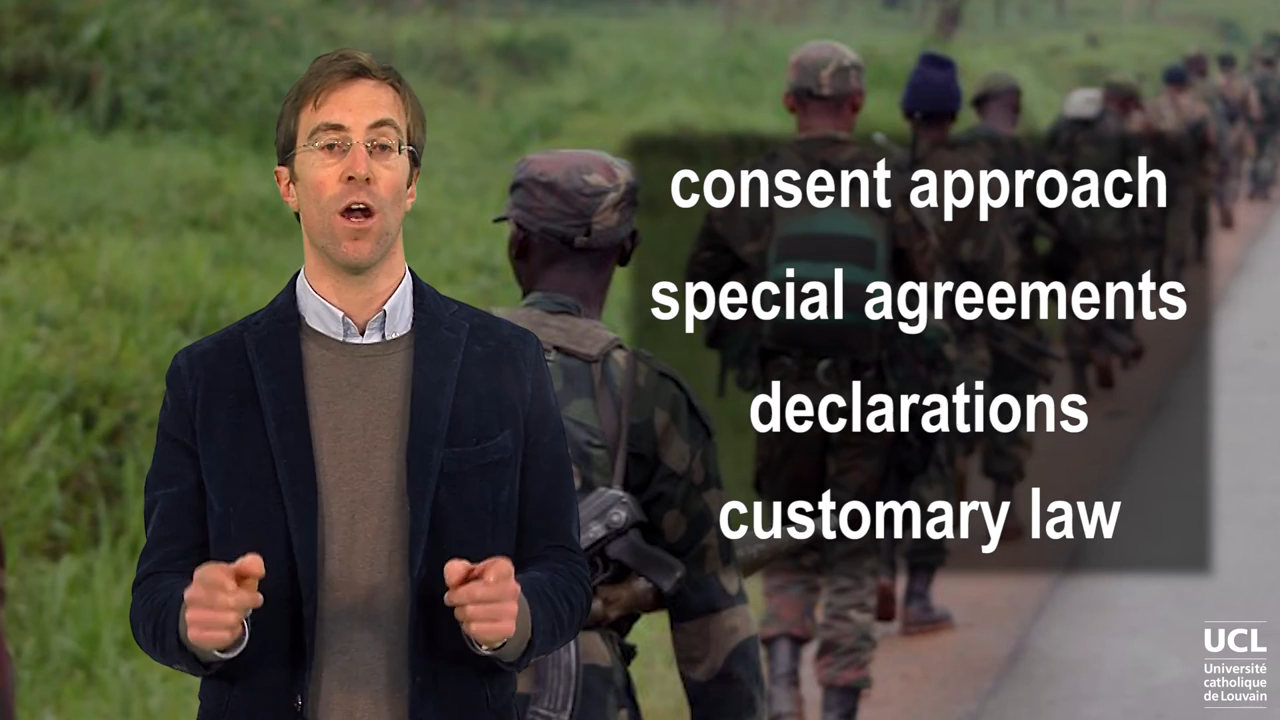 consent approach
special agreements
declarations
customary law
UCL
Université
catholique
de Louvain